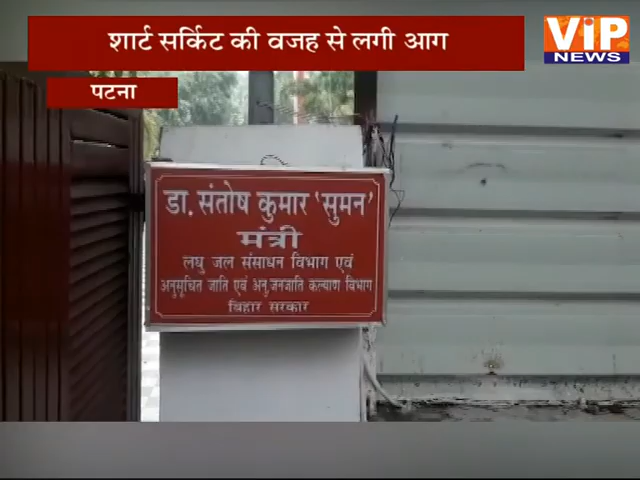 शार्ट सर्किट की वजह से लगी आग
VIP
NEWS
पटना
डा. संतोष कुमार 'सुमन'
मंत्री
लघु जल संसाधन विभाग एवं
अनुसूचित जाति एवं अनु.जनजाति कल्याण विभाग
बिहार सरकार